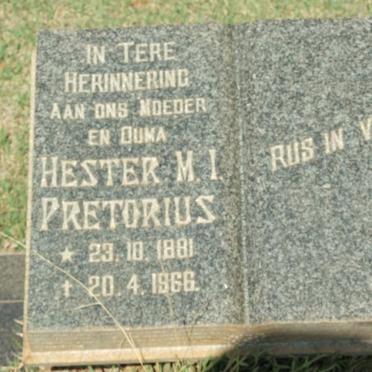 IN TERE
HERINNERING
AAN ONS MOEDER
EN OUMA
HESTER M.I.
PRETORIUS
★ 23.10.1881
† 20.4.1966.
RUS IN V